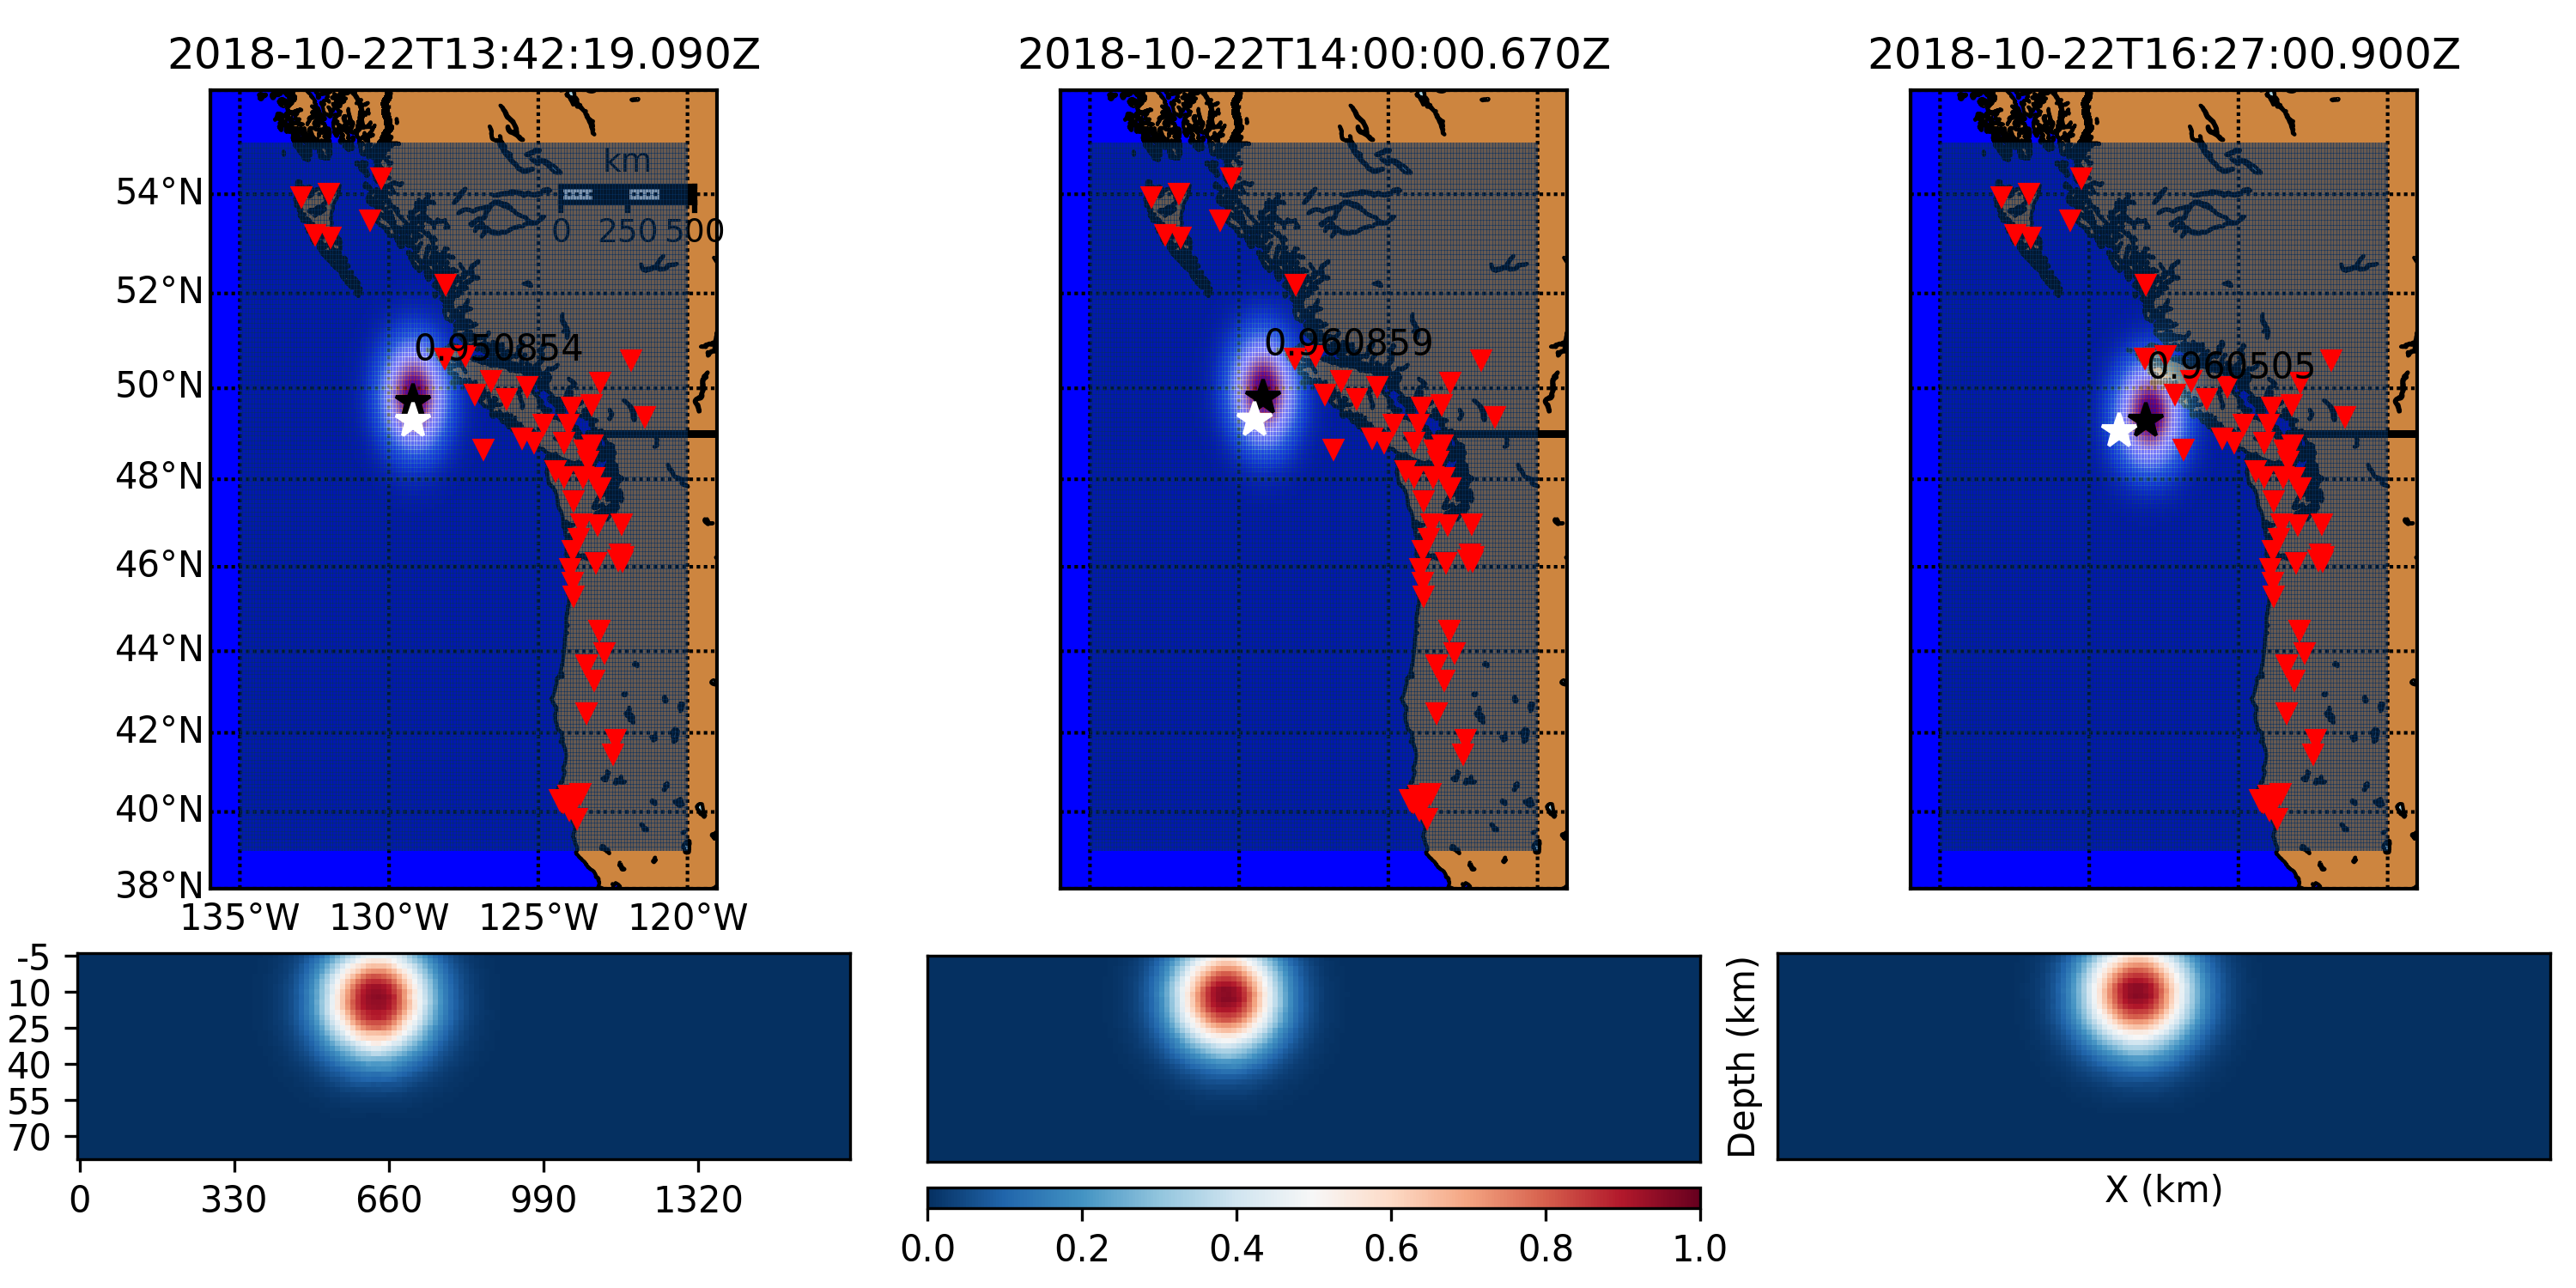 2018-10-22T13:42:19.090Z
2018-10-22T14:00:00.670Z
2018-10-22T16:27:00.900Z
km
0 250 500
54°N
52°N
50°N
48°N
46°N
44°N
42°N
40°N
38°N
0.950854
0.960859
0.960505
135°W 130°W 125°W 120°W
-5
10
25
40
55
70
0 330 660 990 1320
0.0 0.2 0.4 0.6 0.8 1.0
Depth (km)
X (km)